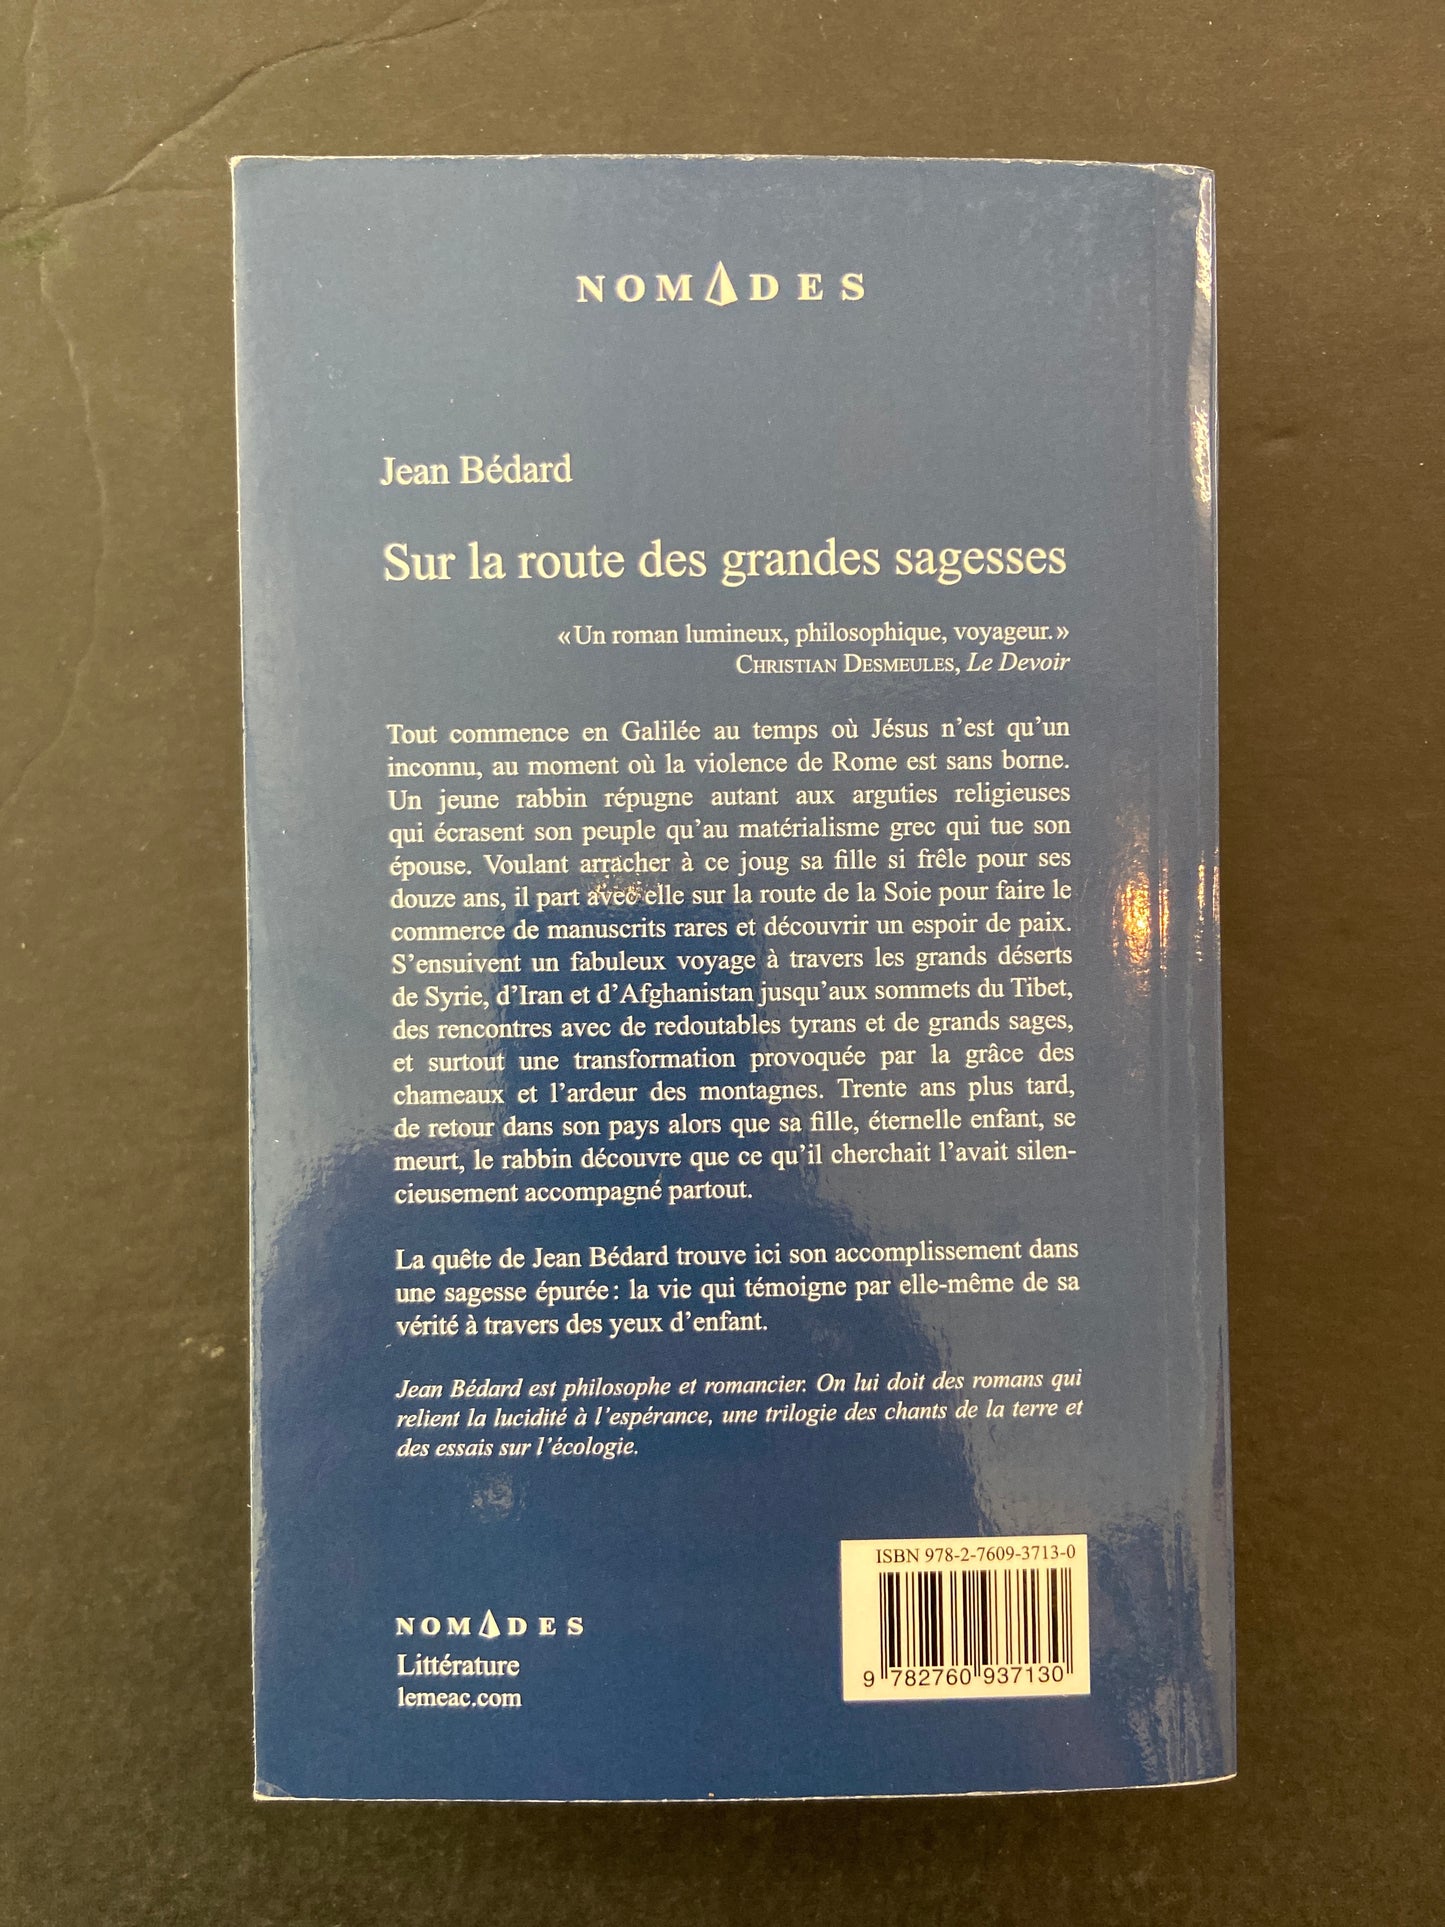 NOMADES
Jean Bédard
Sur la route des grandes sagesses
« Un roman lumineux, philosophique, voyageur. »
CHRISTIAN DESMEULES, Le Devoir
Tout commence en Galilée au temps où Jésus n’est qu’un
inconnu, au moment où la violence de Rome est sans borne.
Un jeune rabbin répugne autant aux arguties religieuses
qui écrasent son peuple qu’au matérialisme grec qui tue son
épouse. Voulant arracher à ce joug sa fille si frêle pour ses
douze ans, il part avec elle sur la route de la Soie pour faire le
commerce de manuscrits rares et découvrir un espoir de paix.
S’ensuivent un fabuleux voyage à travers les grands déserts
de Syrie, d’Iran et d’Afghanistan jusqu’aux sommets du Tibet,
des rencontres avec de redoutables tyrans et de grands sages,
et surtout une transformation provoquée par la grâce des
chameaux et l’ardeur des montagnes. Trente ans plus tard,
de retour dans son pays alors que sa fille, éternelle enfant, se
meurt, le rabbin découvre que ce qu’il cherchait l’avait silen-
cieusement accompagné partout.
La quête de Jean Bédard trouve ici son accomplissement dans
une sagesse épurée : la vie qui témoigne par elle-même de sa
vérité à travers des yeux d’enfant.
Jean Bédard est philosophe et romancier. On lui doit des romans qui
relient la lucidité à l’espérance, une trilogie des chants de la terre et
des essais sur l’écologie.
ISBN 978-2-7609-3713-0
9 782760 937130
NOMADES
Littérature
lemeac.com